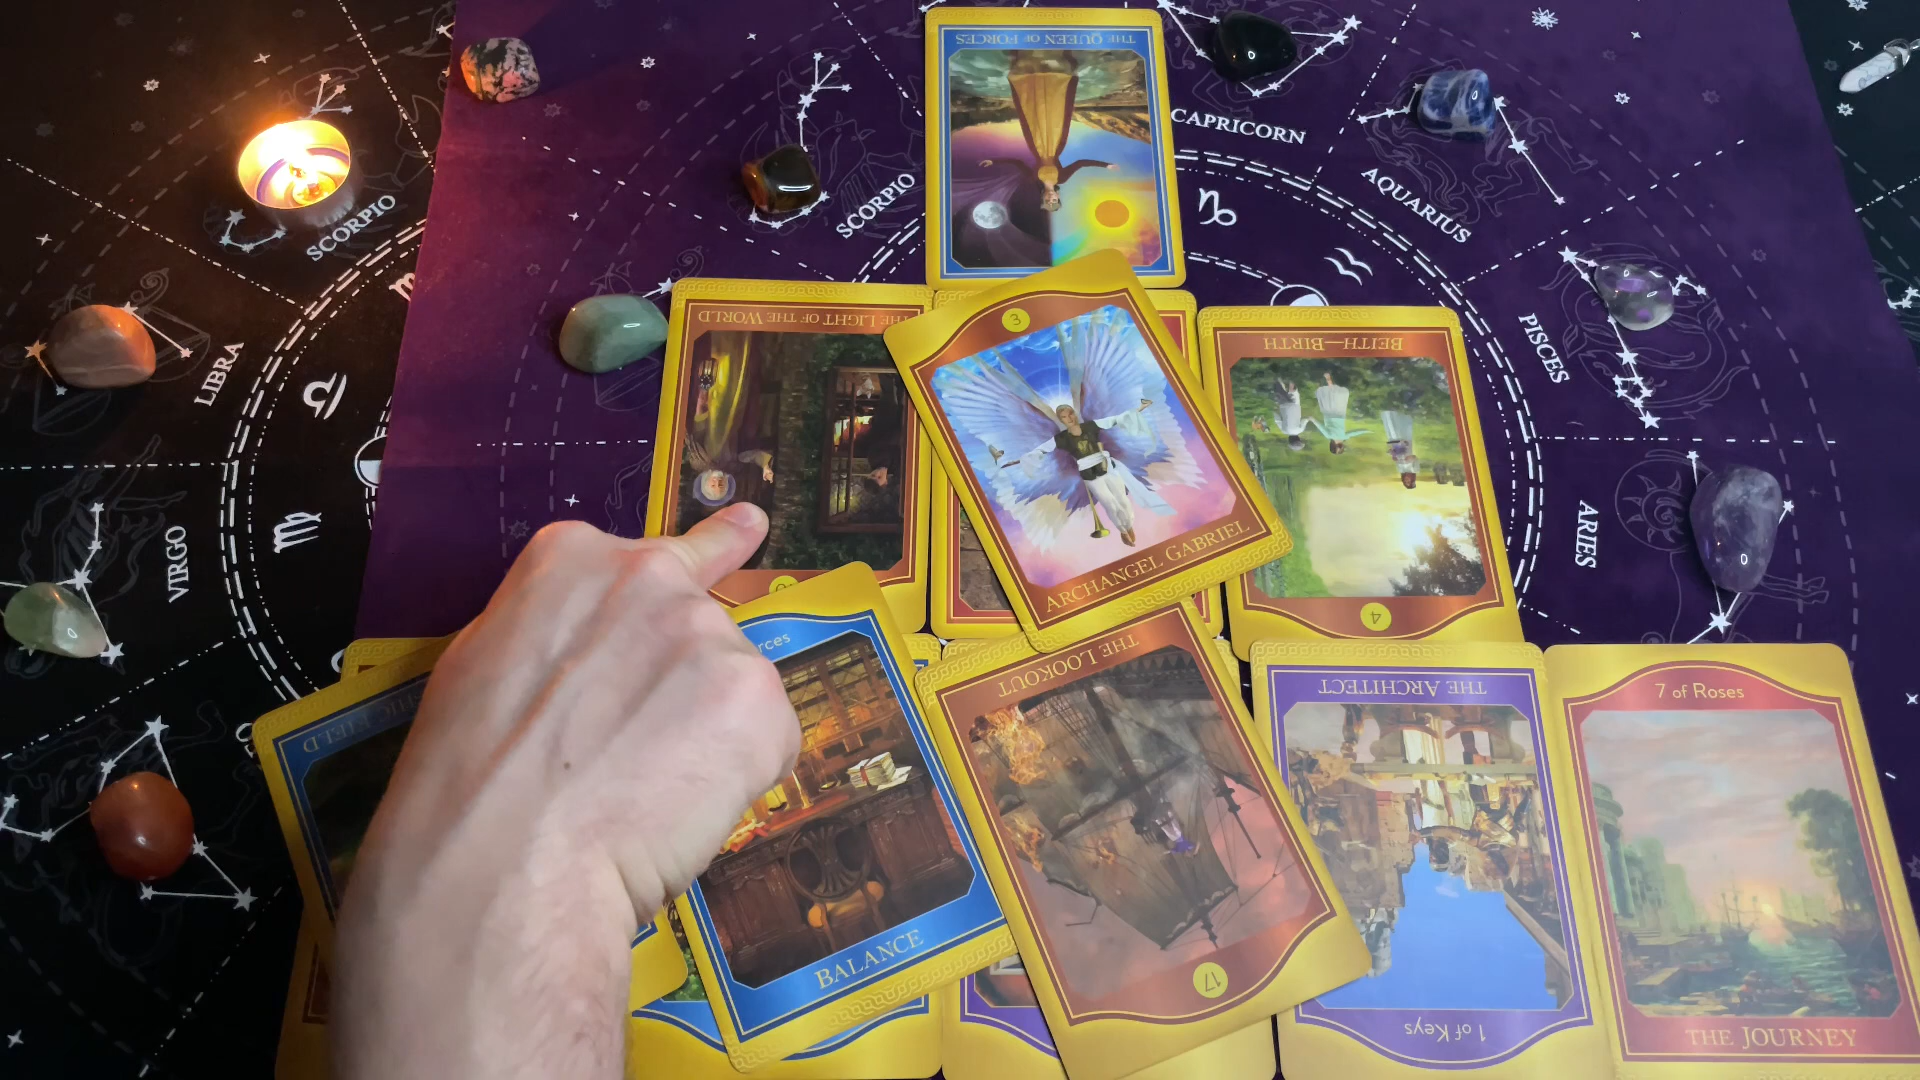 THE QUEEN OF FORCES
CAPRICORN
SCORPIO
AQUARIUS
SCORPIO
LIBRA
PISCES
THE LIGHT OF THE WORLD
3
BEITH—BIRTH
VIRGO
ARIES
ARCHANGEL GABRIEL
4
THE LOOKOUT
THE ARCHITECT
7 of Roses
BALANCE
17
1 of Keys
THE JOURNEY